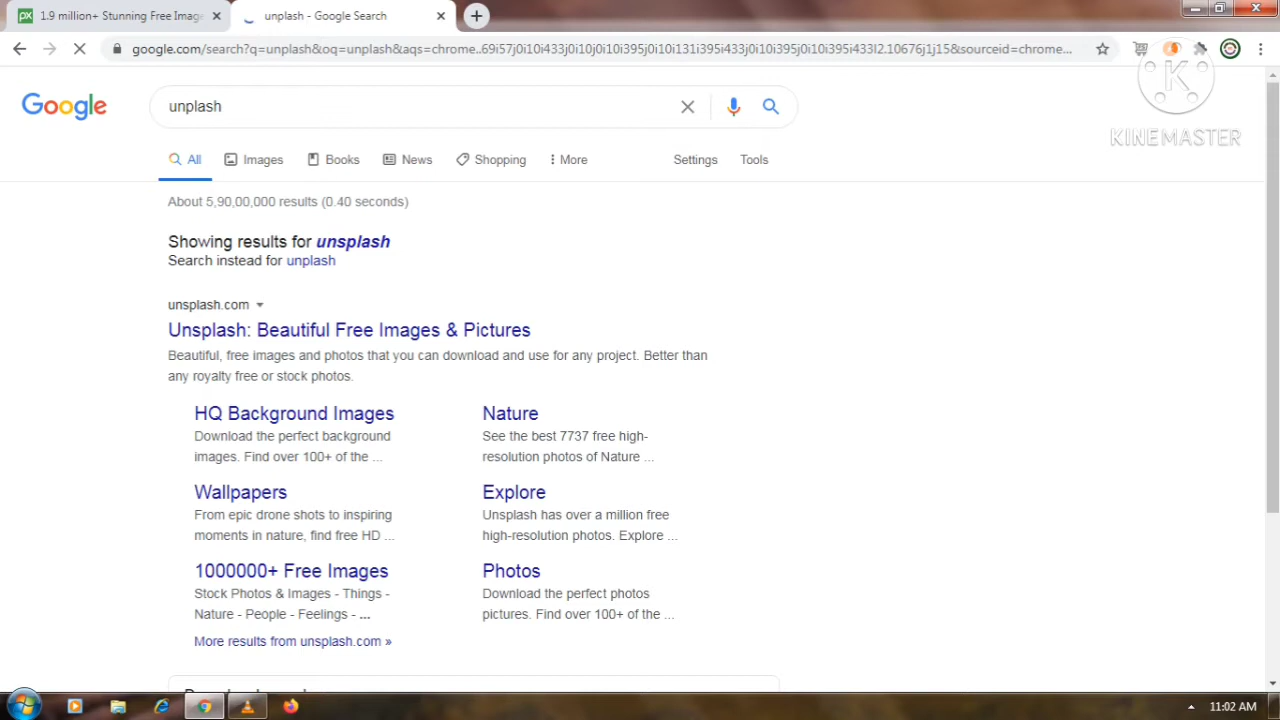 1.9 million+ Stunning Free Imag
unplash - Google Search
google.com/search?q=unplash&oq=unplash&aqs=chrome..69i57j0i10i433j0i10j0i10i395j0i10i131i395i433j0i10i395j0i10i395i433l2.10676j1j15&sourceid=chrome...
KINEMASTER
Google
unplash
All Images Books News Shopping More Settings Tools
About 5,90,00,000 results (0.40 seconds)
Showing results for unsplash
Search instead for unplash
unsplash.com
Unsplash: Beautiful Free Images & Pictures
Beautiful, free images and photos that you can download and use for any project. Better than
any royalty free or stock photos.
HQ Background Images
Download the perfect background
images. Find over 100+ of the ...
Nature
See the best 7737 free high-
resolution photos of Nature ...
Wallpapers
From epic drone shots to inspiring
moments in nature, find free HD ...
Explore
Unsplash has over a million free
high-resolution photos. Explore ...
1000000+ Free Images
Stock Photos & Images - Things -
Nature - People - Feelings - ...
Photos
Download the perfect photos
pictures. Find over 100+ of the ...
More results from unsplash.com »
11:02 AM